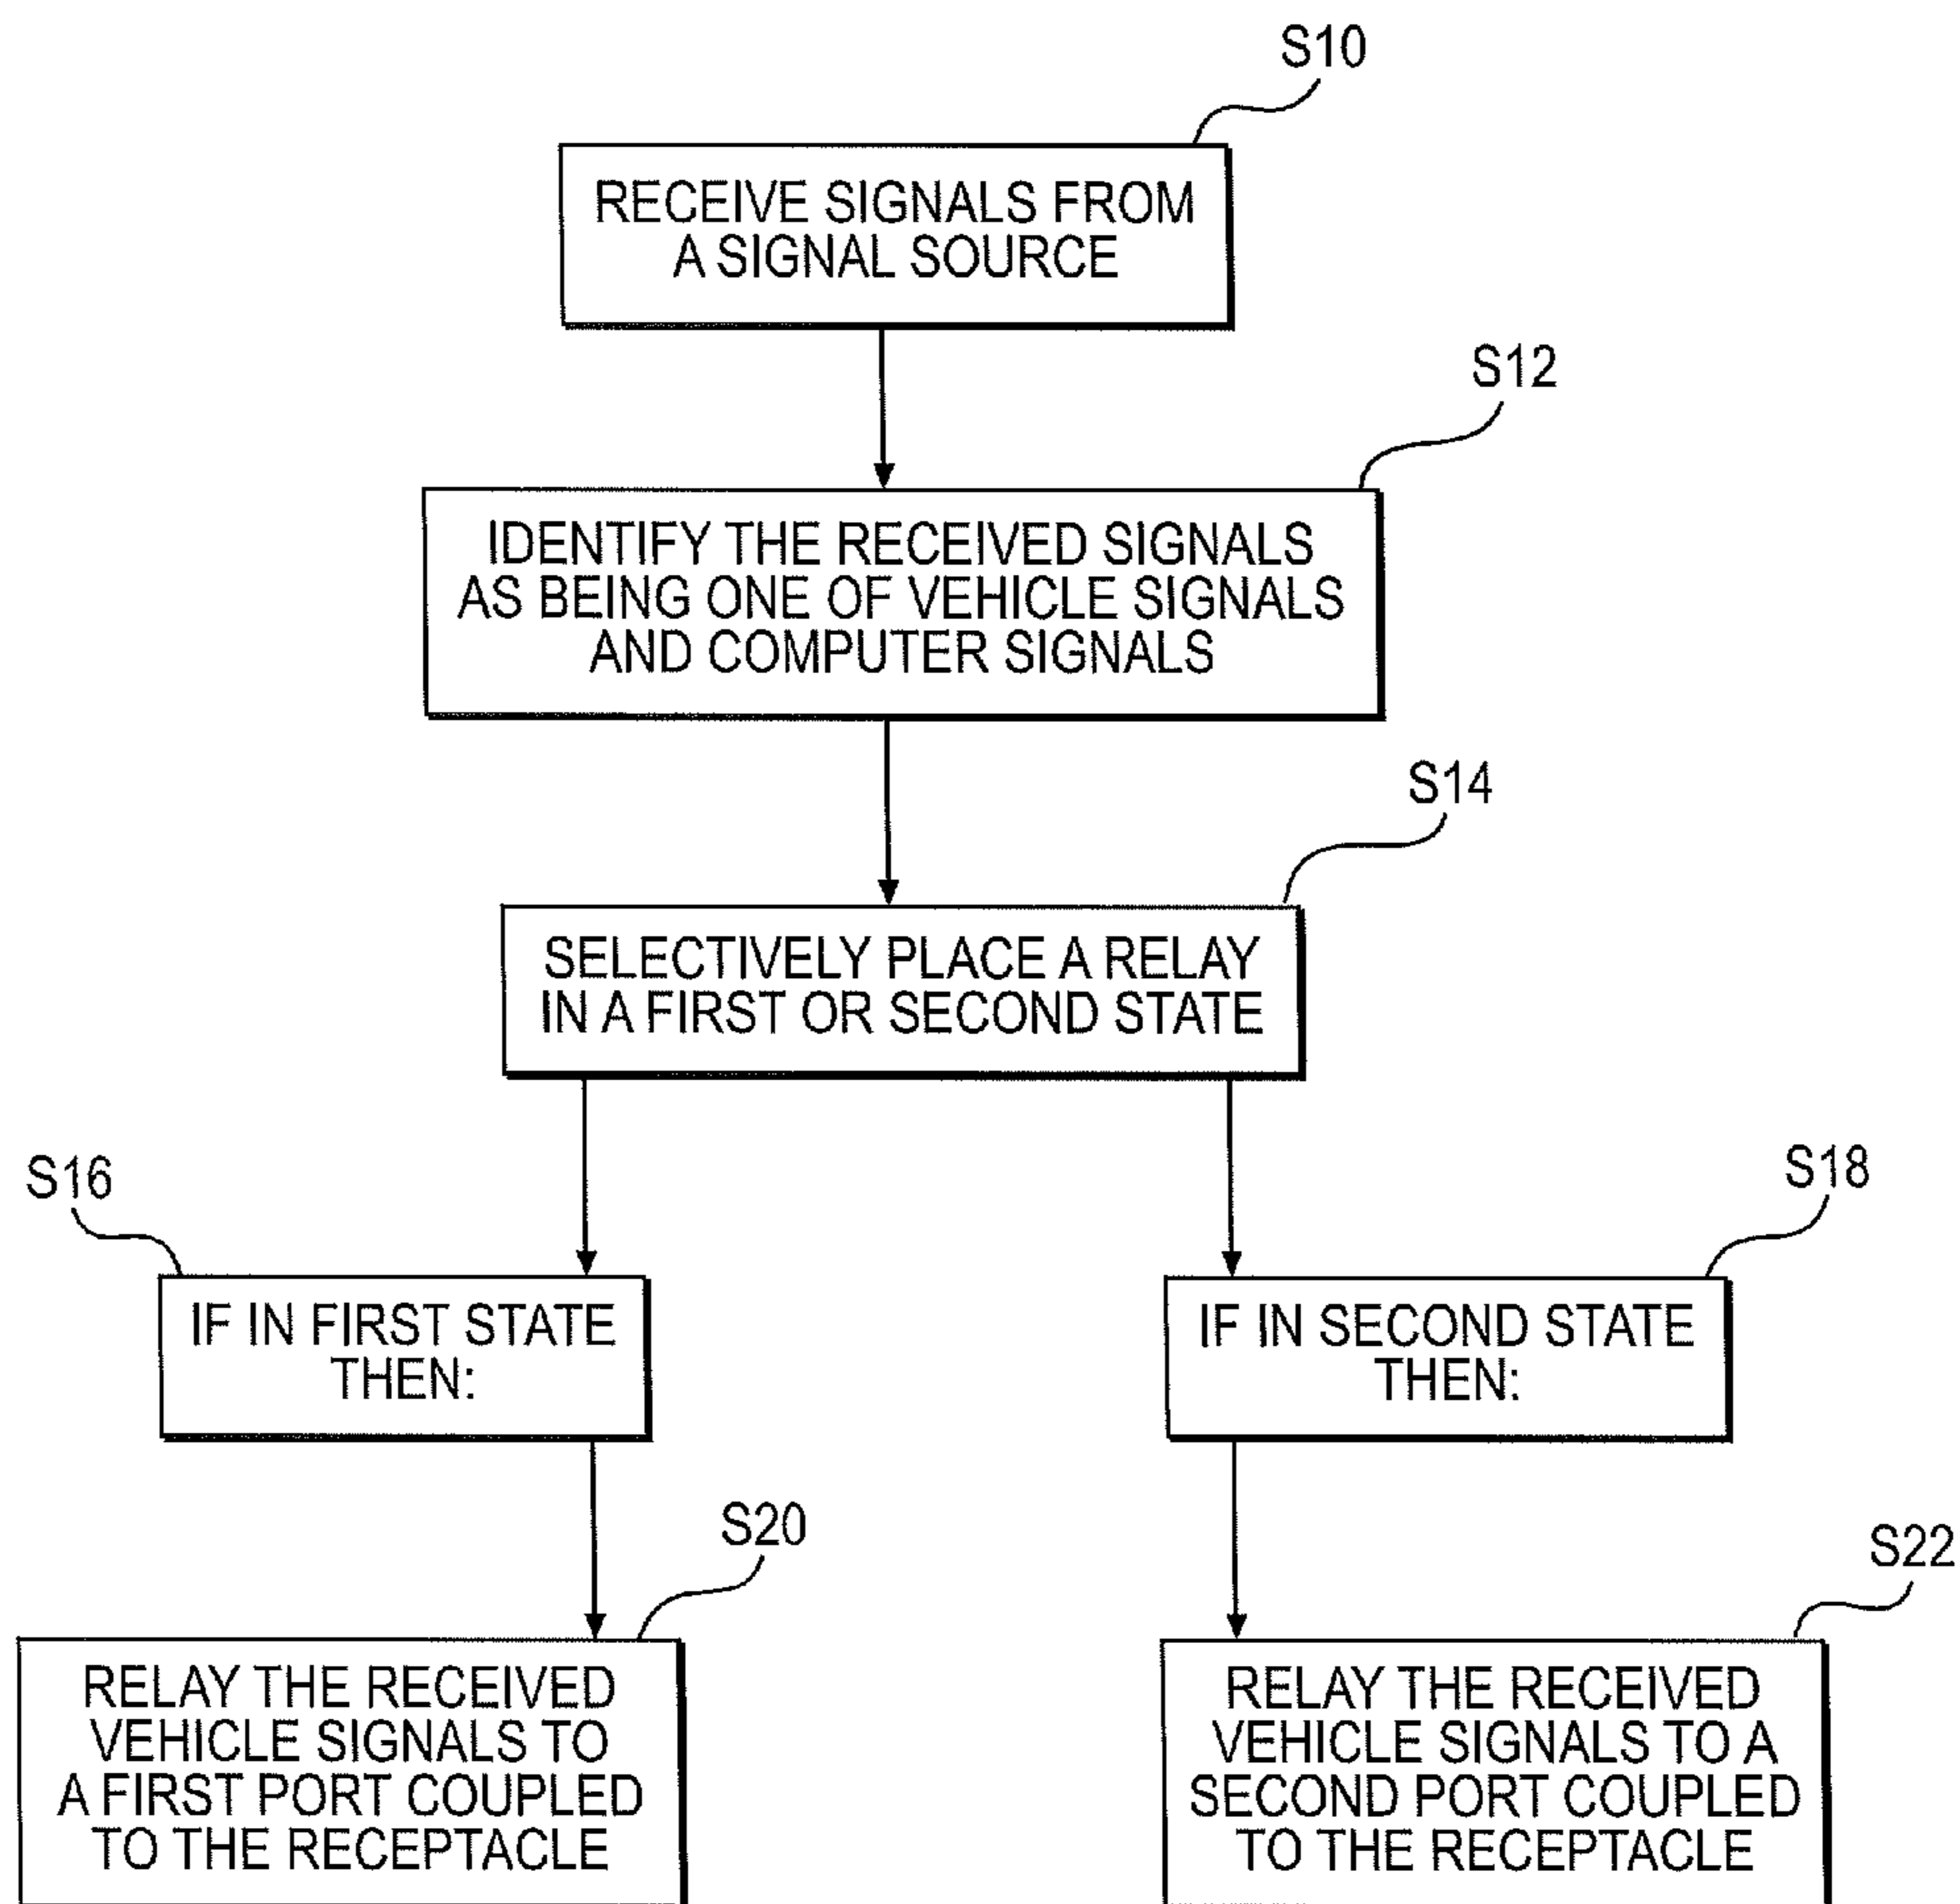 S10
RECEIVE SIGNALS FROM
A SIGNAL SOURCE
S12
IDENTIFY THE RECEIVED SIGNALS
AS BEING ONE OF VEHICLE SIGNALS
AND COMPUTER SIGNALS
S14
SELECTIVELY PLACE A RELAY
IN A FIRST OR SECOND STATE
S16
IF IN FIRST STATE
THEN:
S18
IF IN SECOND STATE
THEN:
S20
RELAY THE RECEIVED
VEHICLE SIGNALS TO
A FIRST PORT COUPLED
TO THE RECEPTACLE
S22
RELAY THE RECEIVED
VEHICLE SIGNALS TO A
SECOND PORT COUPLED
TO THE RECEPTACLE